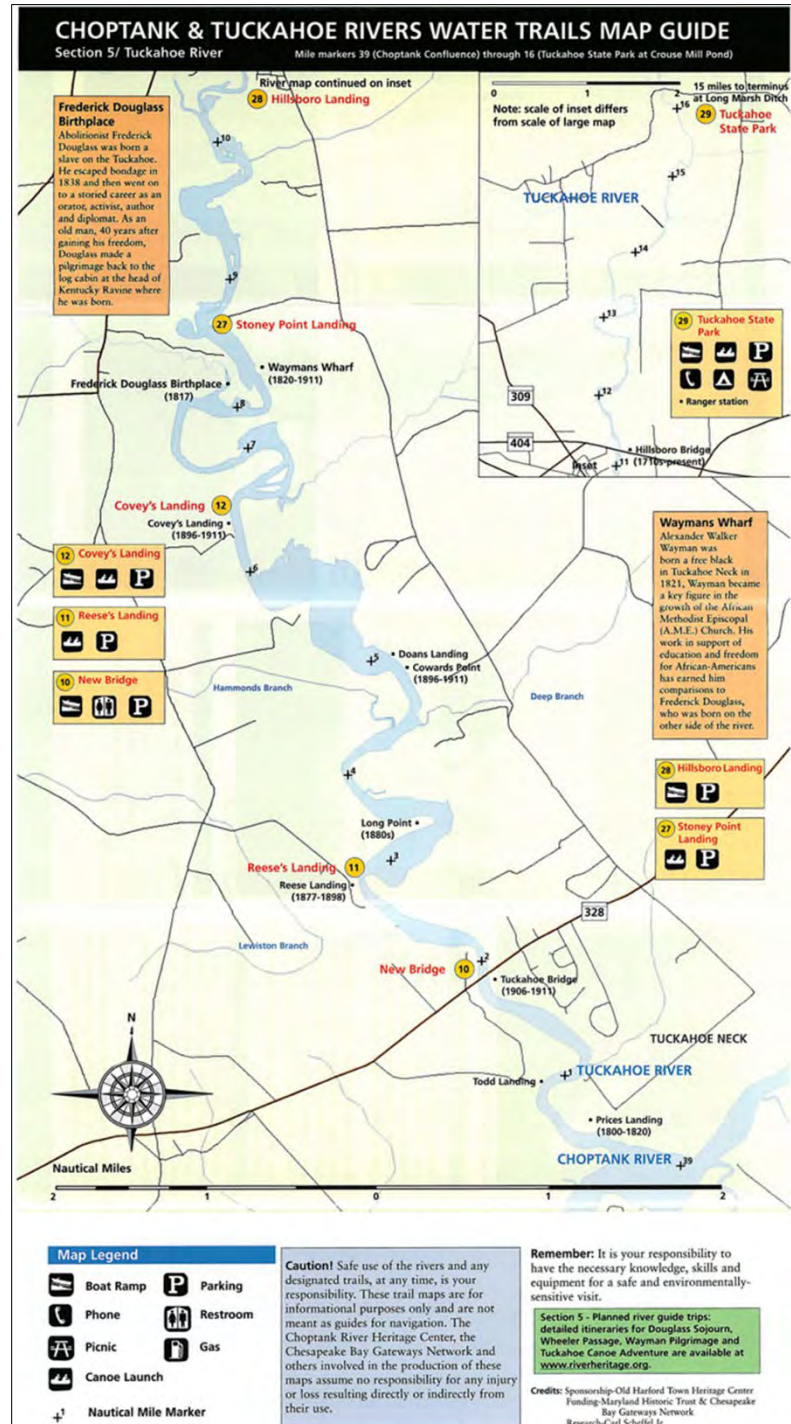 CHOPTANK & TUCKAHOE RIVERS WATER TRAILS MAP GUIDE
Section 5/ Tuckahoe River
Mile markers 39 (Choptank Confluence) through 16 (Tuckahoe State Park at Crouse Mill Pond)
River map continued on inset
28 Hillsboro Landing
Frederick Douglass
Birthplace
Abolitionist Frederick
Douglass was born a
slave on the Tuckahoe.
He escaped bondage in
1838 and then went on
to a storied career as an
orator, activist, author
and diplomat. As an
old man, 40 years after
gaining his freedom,
Douglass made a
pilgrimage back to the
log cabin at the head of
Kentucky Ravine where
he was born.
0 1 2
Note: scale of inset differs
from scale of large map
15 miles to terminus
at Long Marsh Ditch
16
29 Tuckahoe
State Park
15
TUCKAHOE RIVER
14
13
12
309
404
11
Inset
• Hillsboro Bridge
(1710s-present)
29 Tuckahoe State
Park
P
• Ranger station
10
9
27 Stoney Point Landing
• Waymans Wharf
(1820-1911)
Frederick Douglass Birthplace •
(1817)
8
7
Covey's Landing 12
Covey's Landing •
(1896-1911)
6
12 Covey's Landing
P
11 Reese's Landing
P
10 New Bridge
P
Waymans Wharf
Alexander Walker
Wayman was
born a free black
in Tuckahoe Neck in
1821, Wayman became
a key figure in the
growth of the African
Methodist Episcopal
(A.M.E.) Church. His
work in support of
education and freedom
for African-Americans
has earned him
comparisons to
Frederick Douglass,
who was born on the
other side of the river.
5
• Doans Landing
• Cowards Point
(1896-1911)
Hammonds Branch
Deep Branch
4
28 Hillsboro Landing
P
27 Stoney Point
Landing
P
Long Point •
(1880s)
3
Reese's Landing 11
Reese Landing •
(1877-1898)
328
Lewiston Branch
New Bridge 10
2
• Tuckahoe Bridge
(1906-1911)
N
TUCKAHOE NECK
1
TUCKAHOE RIVER
Todd Landing •
• Prices Landing
(1800-1820)
CHOPTANK RIVER
39
Nautical Miles
2 1 0 1 2
Map Legend
Boat Ramp
P Parking
Phone
Restroom
Picnic
Gas
Canoe Launch
1 Nautical Mile Marker
Caution! Safe use of the rivers and any
designated trails, at any time, is your
responsibility. These trail maps are for
informational purposes only and are not
meant as guides for navigation. The
Choptank River Heritage Center, the
Chesapeake Bay Gateways Network and
others involved in the production of these
maps assume no responsibility for any injury
or loss resulting directly or indirectly from
their use.
Remember: It is your responsibility to
have the necessary knowledge, skills and
equipment for a safe and environmentally-
sensitive visit.
Section 5 - Planned river guide trips:
detailed itineraries for Douglass Sojourn,
Wheeler Passage, Wayman Pilgrimage and
Tuckahoe Canoe Adventure are available at
www.riverheritage.org.
Credits: Sponsorship-Old Harford Town Heritage Center
Funding-Maryland Historic Trust & Chesapeake
Bay Gateways Network
Research-Carl Scheffel Jr.